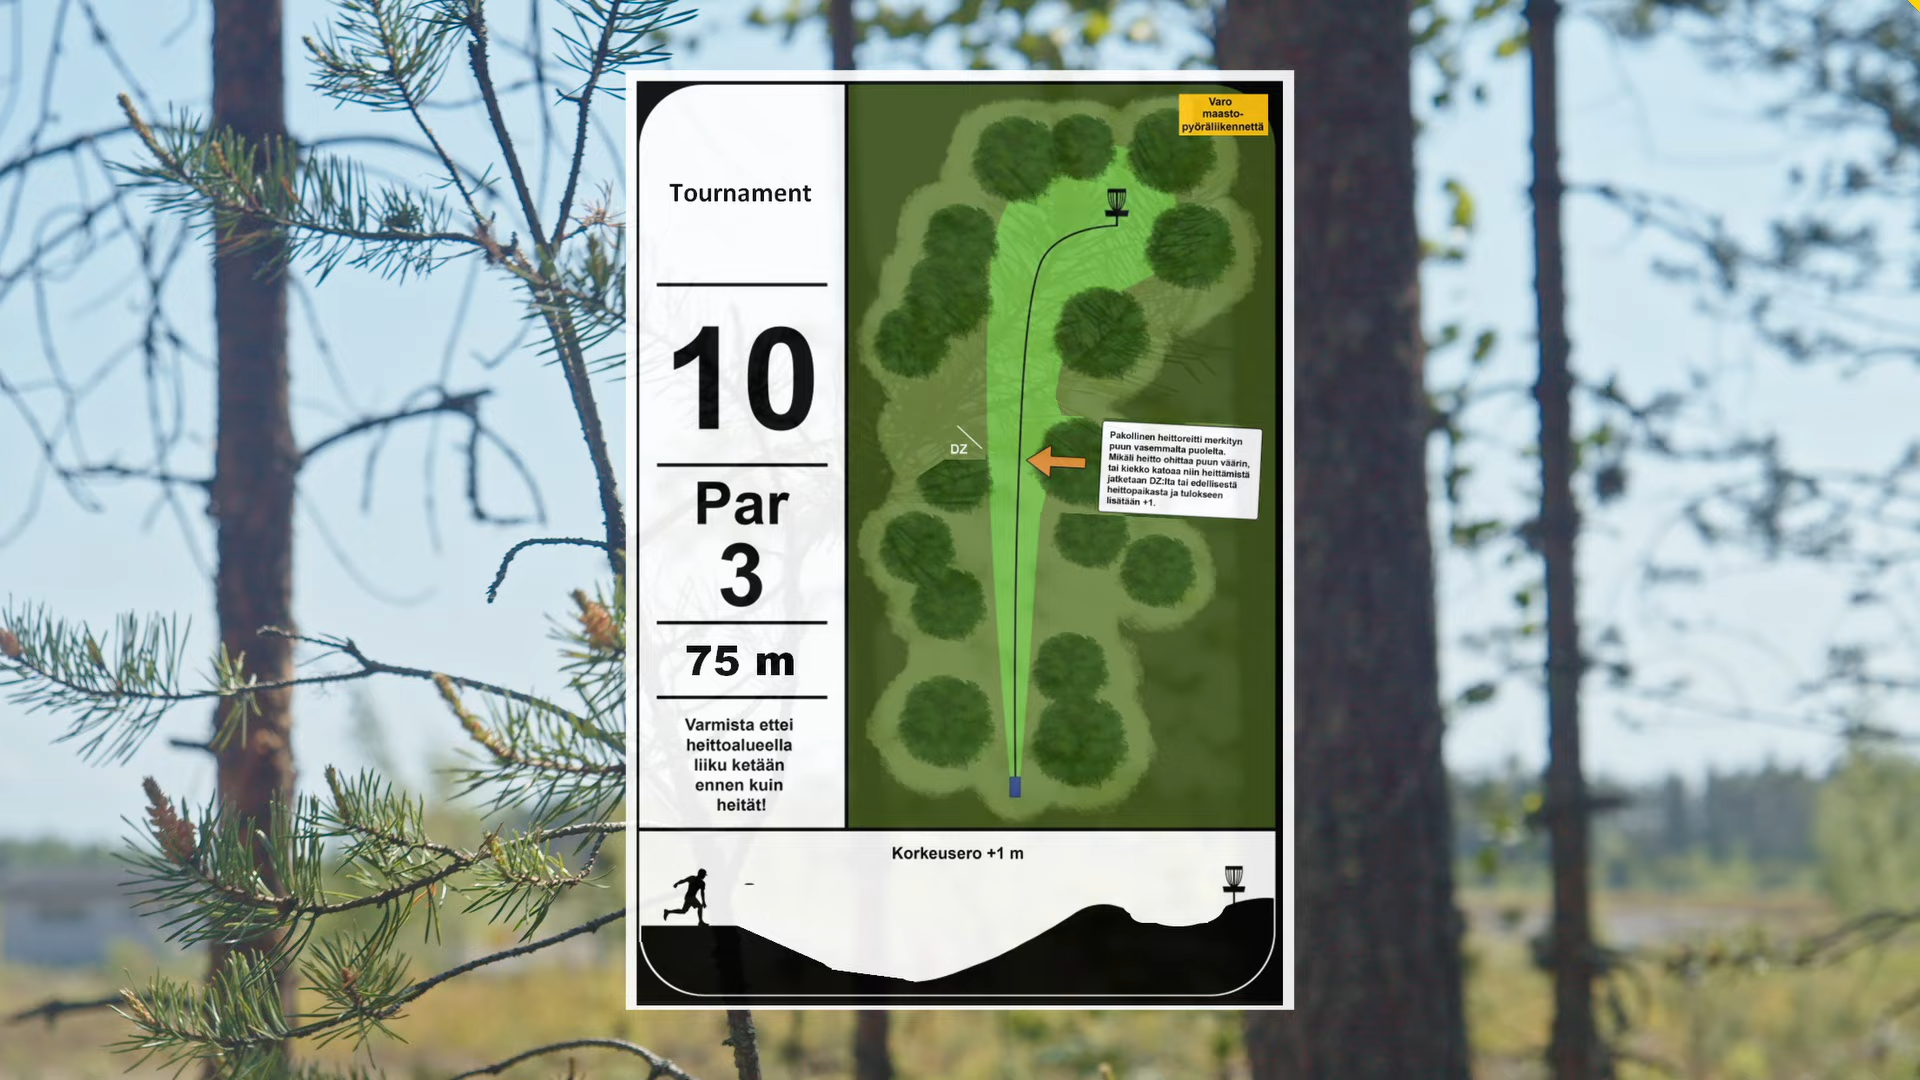 Tournament
10
Par
3
75 m
Varmista ettei
heittoalueella
liiku ketään
ennen kuin
heität!
Varo
maasto-
pyöräliikennettä
DZ
Pakollinen heittoreitti merkityn
puun vasemmalta puolelta.
Mikäli heitto ohittaa puun väärin,
tai kiekko katoaa niin heittämistä
jatketaan DZ:lta tai edellisestä
heittopaikasta ja tulokseen
lisätään +1.
Korkeusero +1 m